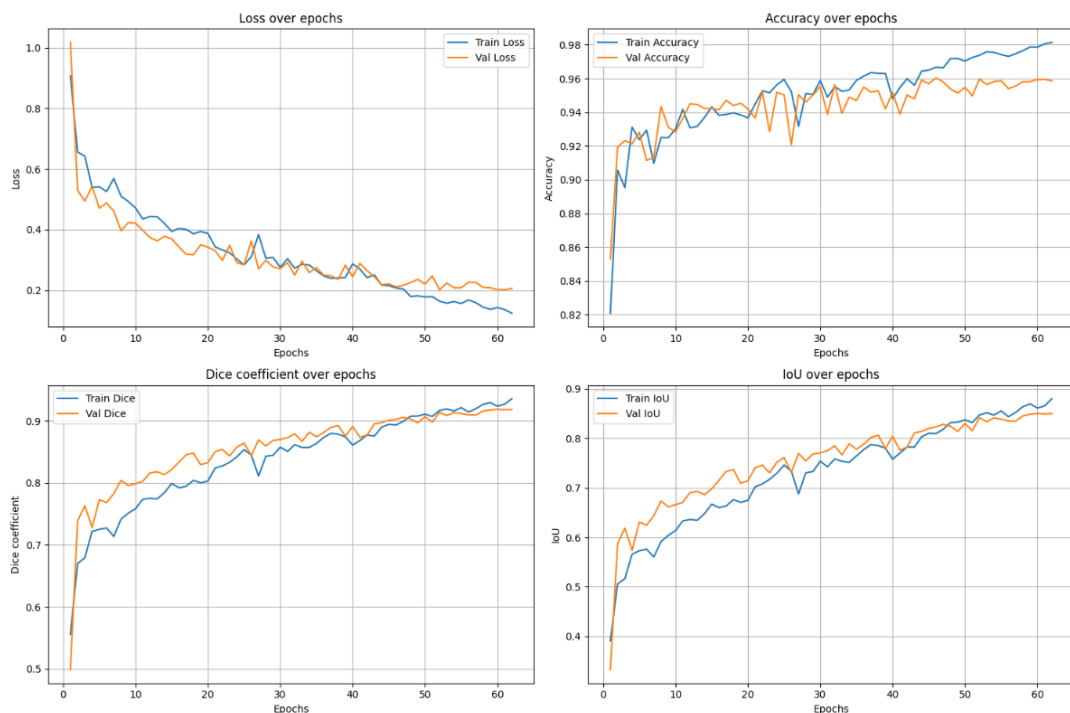 Loss over epochs
Train Loss
Val Loss
1.0
0.8
0.6
0.4
0.2
Loss
0 10 20 30 40 50 60
Epochs
Accuracy over epochs
Train Accuracy
Val Accuracy
0.98
0.96
0.94
0.92
0.90
0.88
0.86
0.84
0.82
Accuracy
0 10 20 30 40 50 60
Epochs
Dice coefficient over epochs
Train Dice
Val Dice
0.9
0.8
0.7
0.6
0.5
Dice coefficient
0 10 20 30 40 50 60
Epochs
IoU over epochs
Train IoU
Val IoU
0.9
0.8
0.7
0.6
0.5
0.4
IoU
0 10 20 30 40 50 60
Epochs